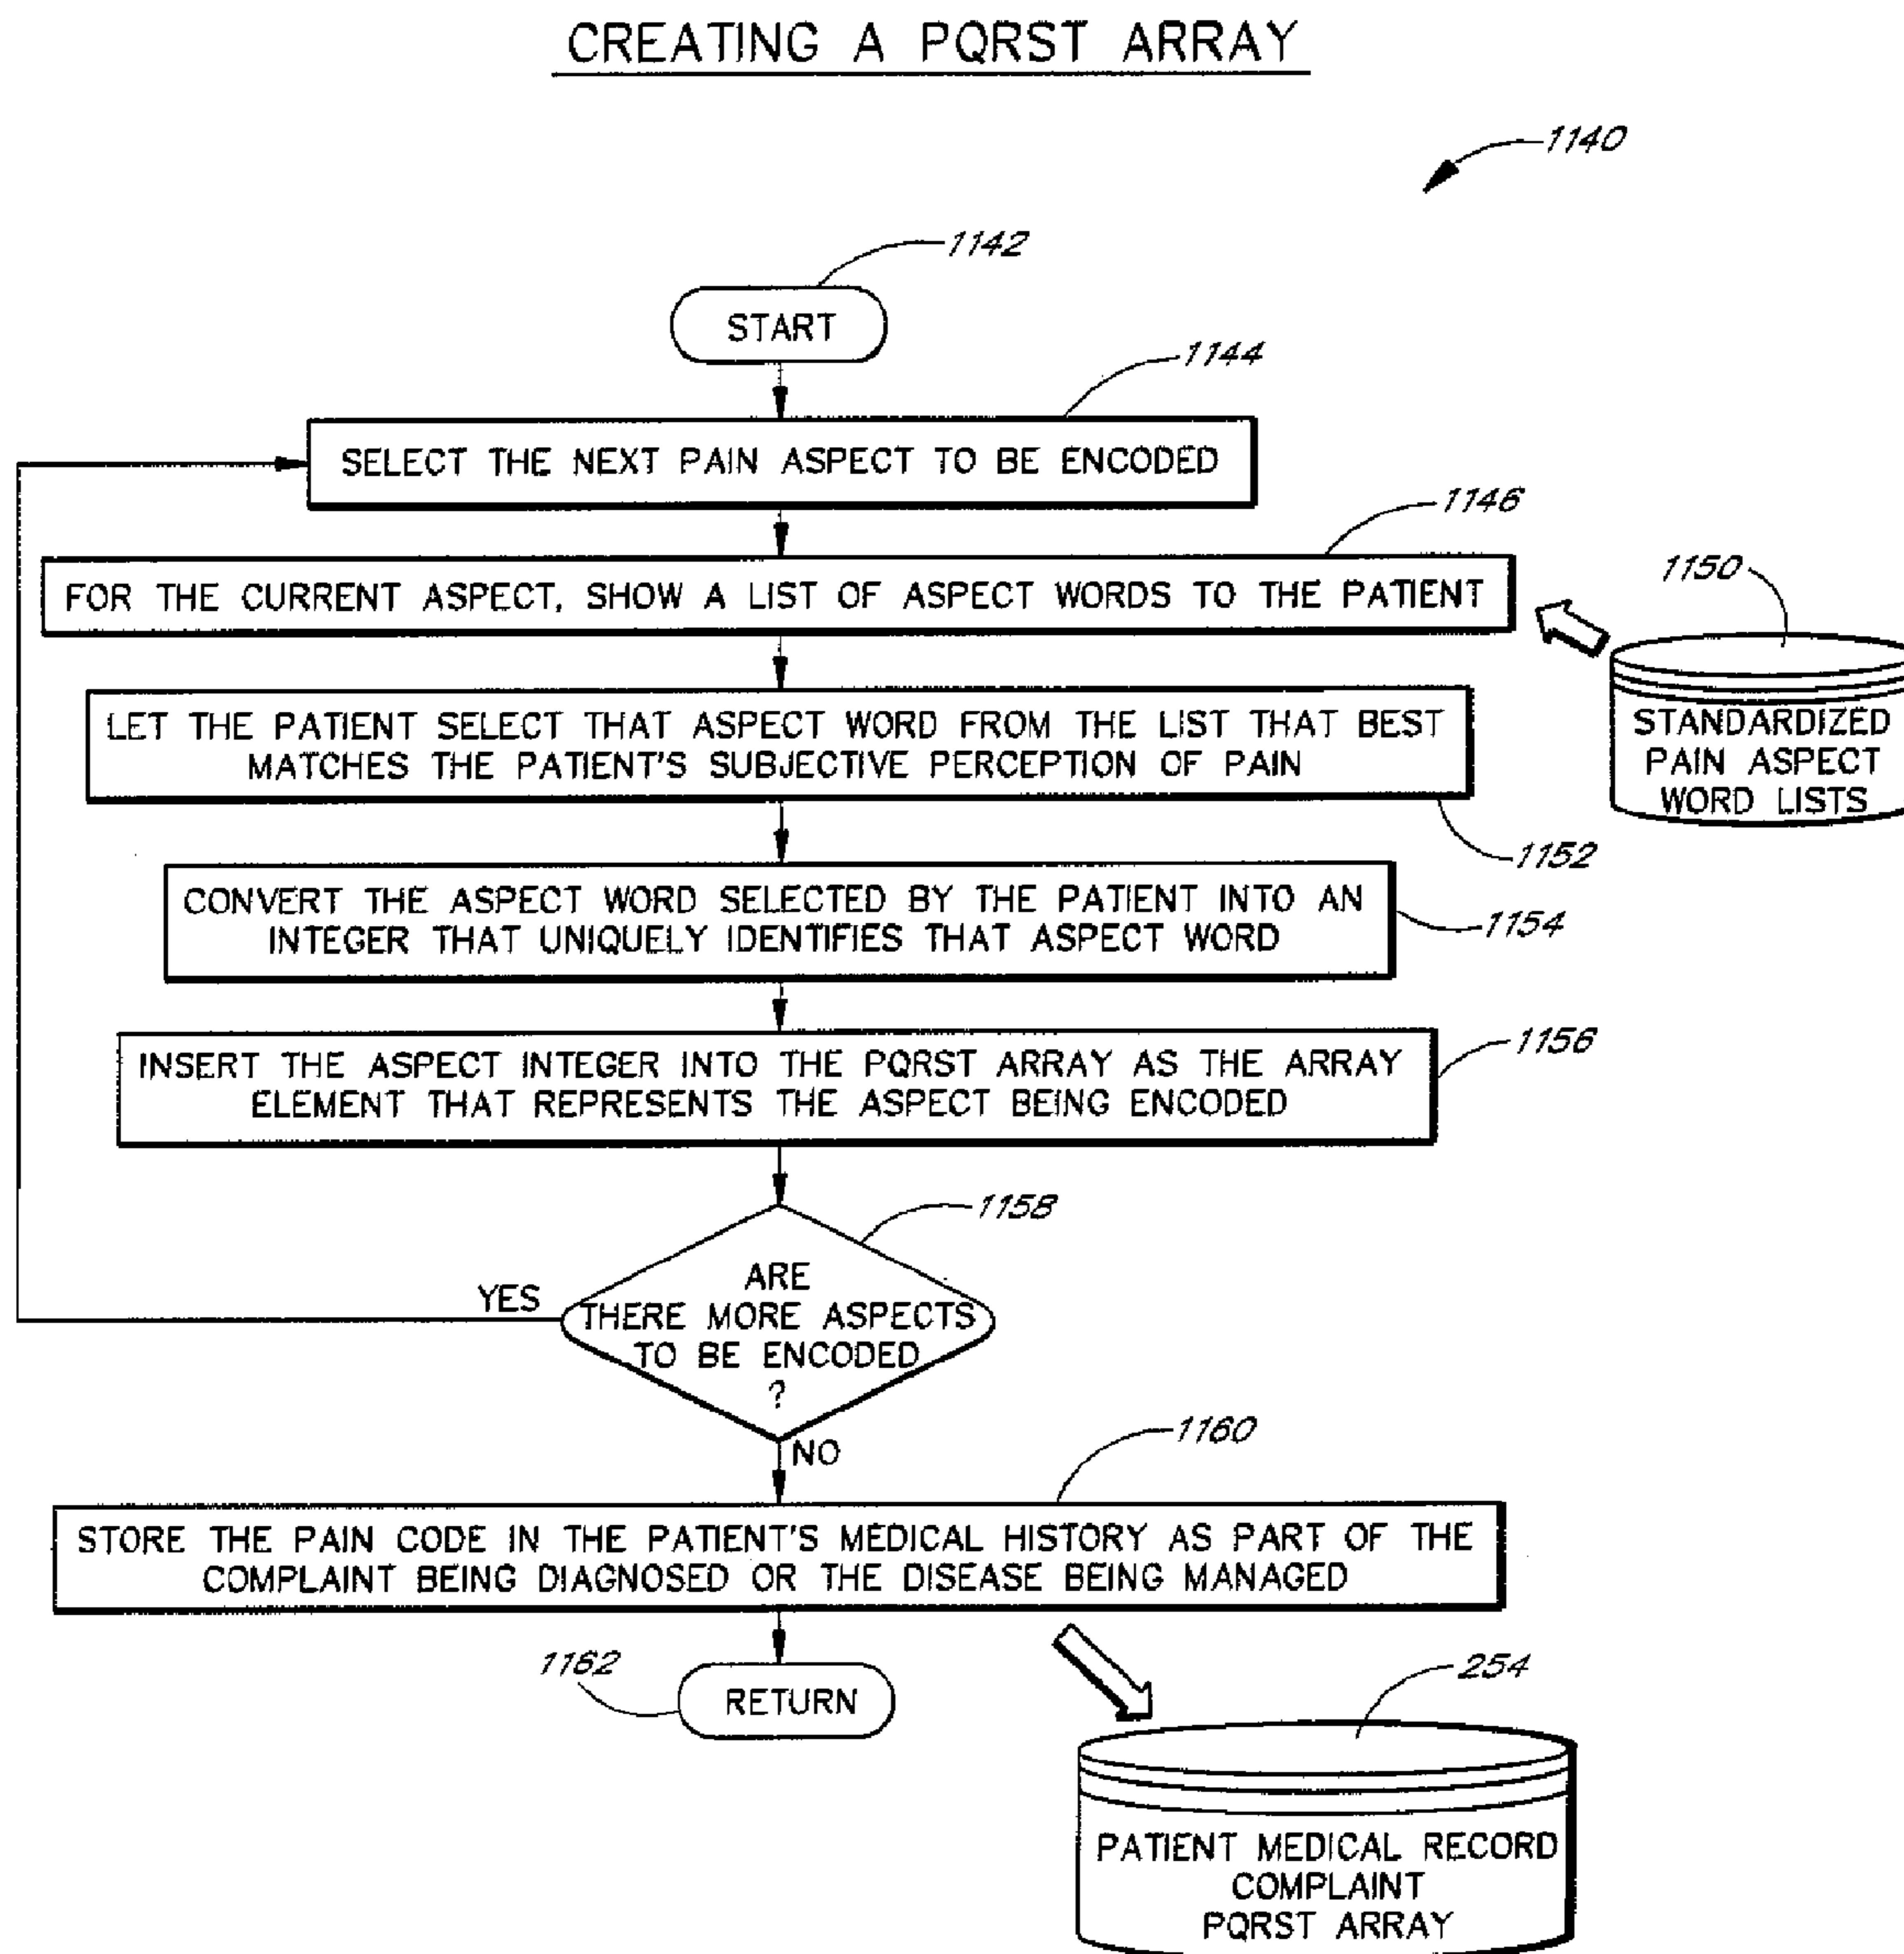 CREATING A PQRST ARRAY
1140
1142
START
1144
SELECT THE NEXT PAIN ASPECT TO BE ENCODED
1146
FOR THE CURRENT ASPECT, SHOW A LIST OF ASPECT WORDS TO THE PATIENT
1150
STANDARDIZED
PAIN ASPECT
WORD LISTS
LET THE PATIENT SELECT THAT ASPECT WORD FROM THE LIST THAT BEST
MATCHES THE PATIENT'S SUBJECTIVE PERCEPTION OF PAIN
1152
CONVERT THE ASPECT WORD SELECTED BY THE PATIENT INTO AN
INTEGER THAT UNIQUELY IDENTIFIES THAT ASPECT WORD
1154
INSERT THE ASPECT INTEGER INTO THE PQRST ARRAY AS THE ARRAY
ELEMENT THAT REPRESENTS THE ASPECT BEING ENCODED
1156
1158
ARE
THERE MORE ASPECTS
TO BE ENCODED
?
YES
NO
1160
STORE THE PAIN CODE IN THE PATIENT'S MEDICAL HISTORY AS PART OF THE
COMPLAINT BEING DIAGNOSED OR THE DISEASE BEING MANAGED
1162
RETURN
254
PATIENT MEDICAL RECORD
COMPLAINT
PQRST ARRAY